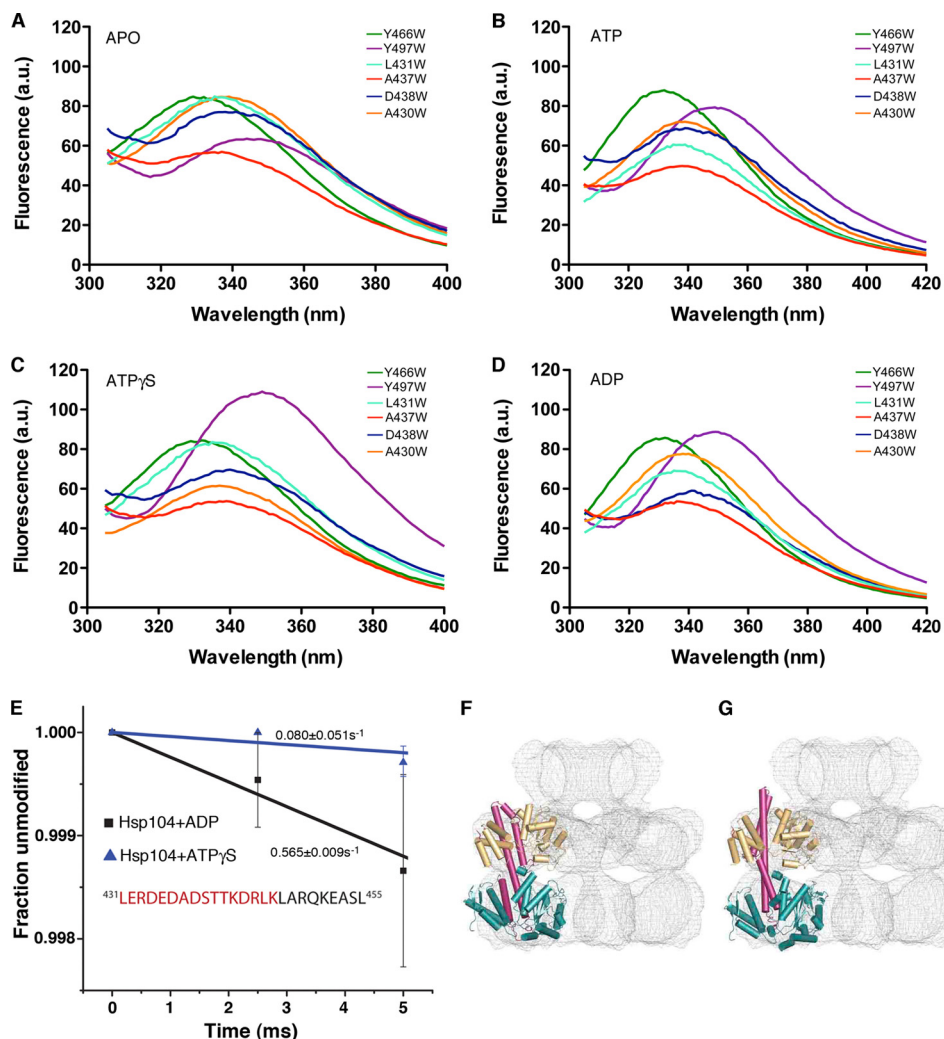 A
APO
120
100
80
60
40
20
0
Fluorescence (a.u.)
300 320 340 360 380 400
Wavelength (nm)
Y466W
Y497W
L431W
A437W
D438W
A430W
B
ATP
120
100
80
60
40
20
0
Fluorescence (a.u.)
300 320 340 360 380 400 420
Wavelength (nm)
Y466W
Y497W
L431W
A437W
D438W
A430W
C
ATPγS
120
100
80
60
40
20
0
Fluorescence (a.u.)
300 320 340 360 380 400
Wavelength (nm)
Y466W
Y497W
L431W
A437W
D438W
A430W
D
ADP
120
100
80
60
40
20
0
Fluorescence (a.u.)
300 320 340 360 380 400 420
Wavelength (nm)
Y466W
Y497W
L431W
A437W
D438W
A430W
E
1.000
0.999
0.998
Fraction unmodified
0.080±0.051s⁻¹
Hsp104+ADP
Hsp104+ATPγS
0.565±0.009s⁻¹
⁴³¹LERDEDADSTTKDRLKLARQKEASL⁴⁵⁵
0 1 2 3 4 5
Time (ms)
F
G